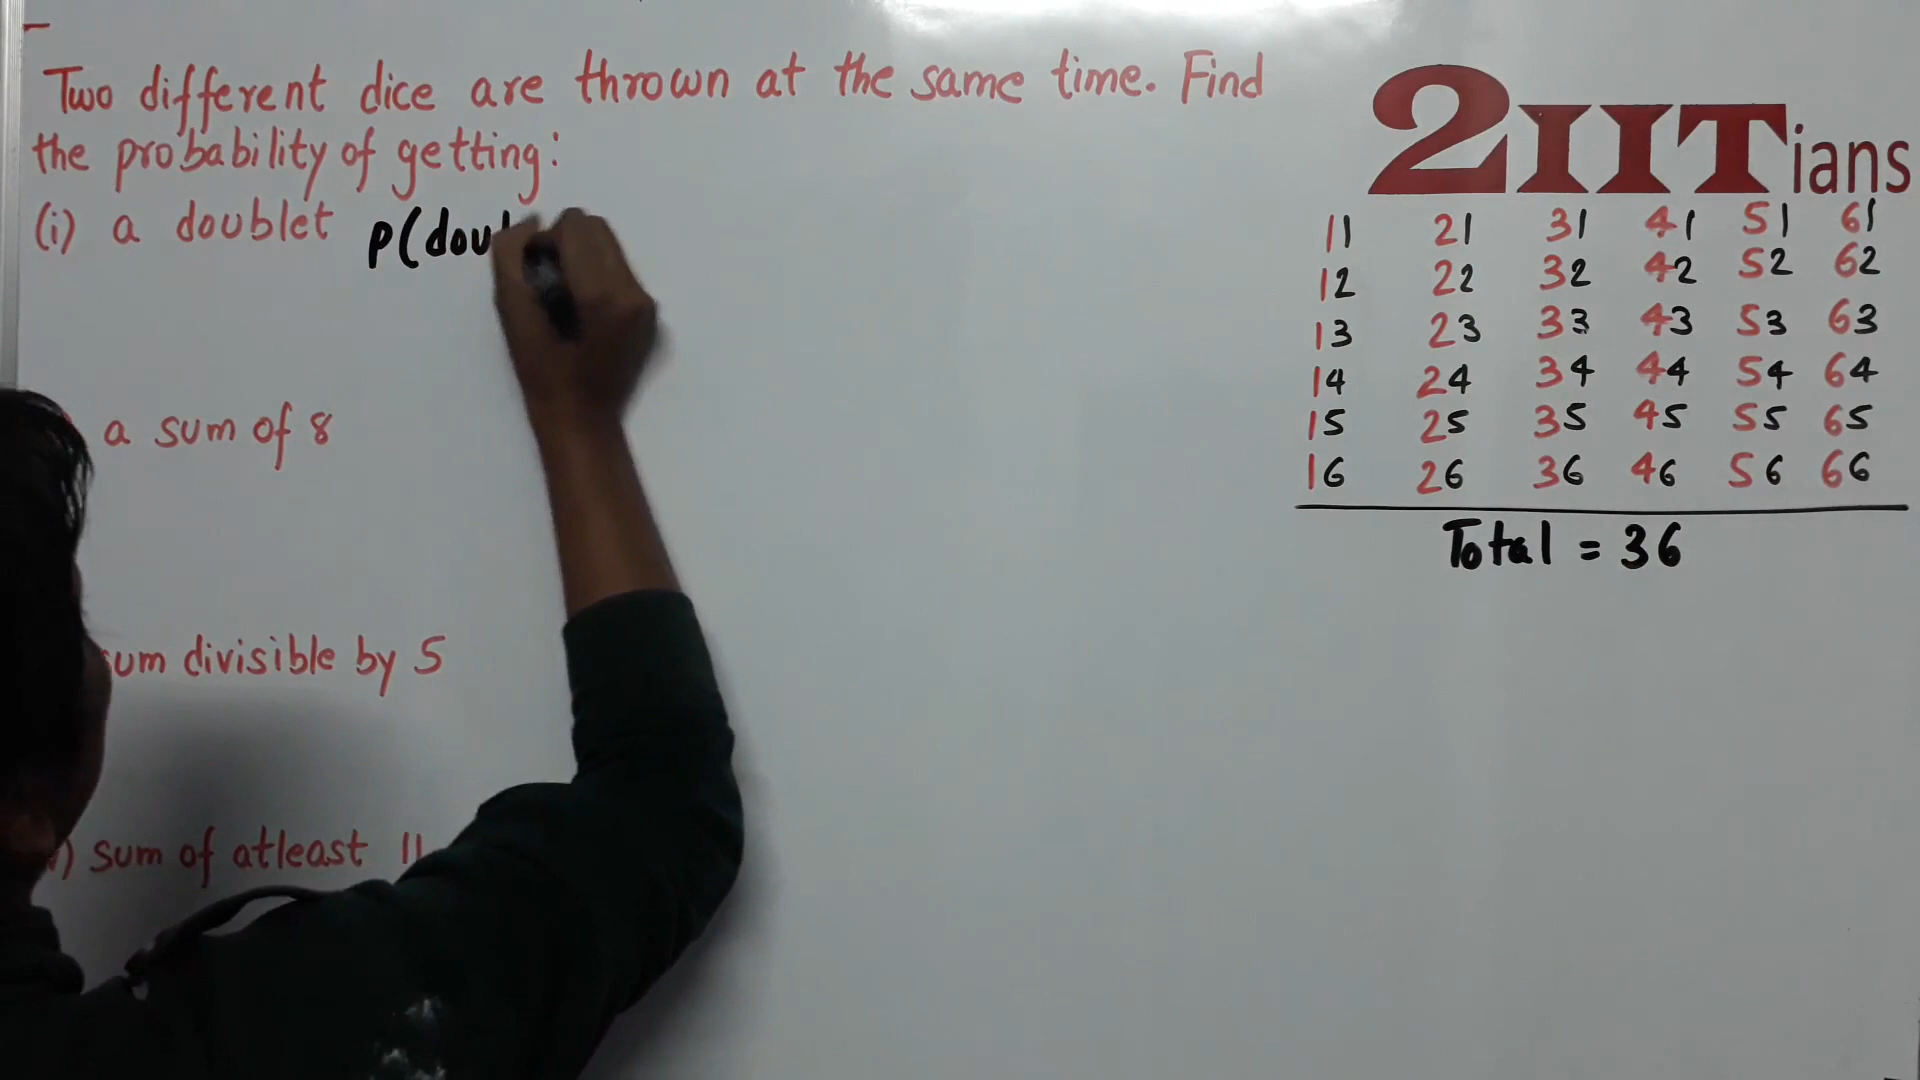 Two different dice are thrown at the same time. Find
the probability of getting:
(i) a doublet P(dou
a sum of 8
sum divisible by 5
) sum of atleast 11
2IITians
11 21 31 41 51 61
12 22 32 42 52 62
13 23 33 43 53 63
14 24 34 44 54 64
15 25 35 45 55 65
16 26 36 46 56 66
Total = 36